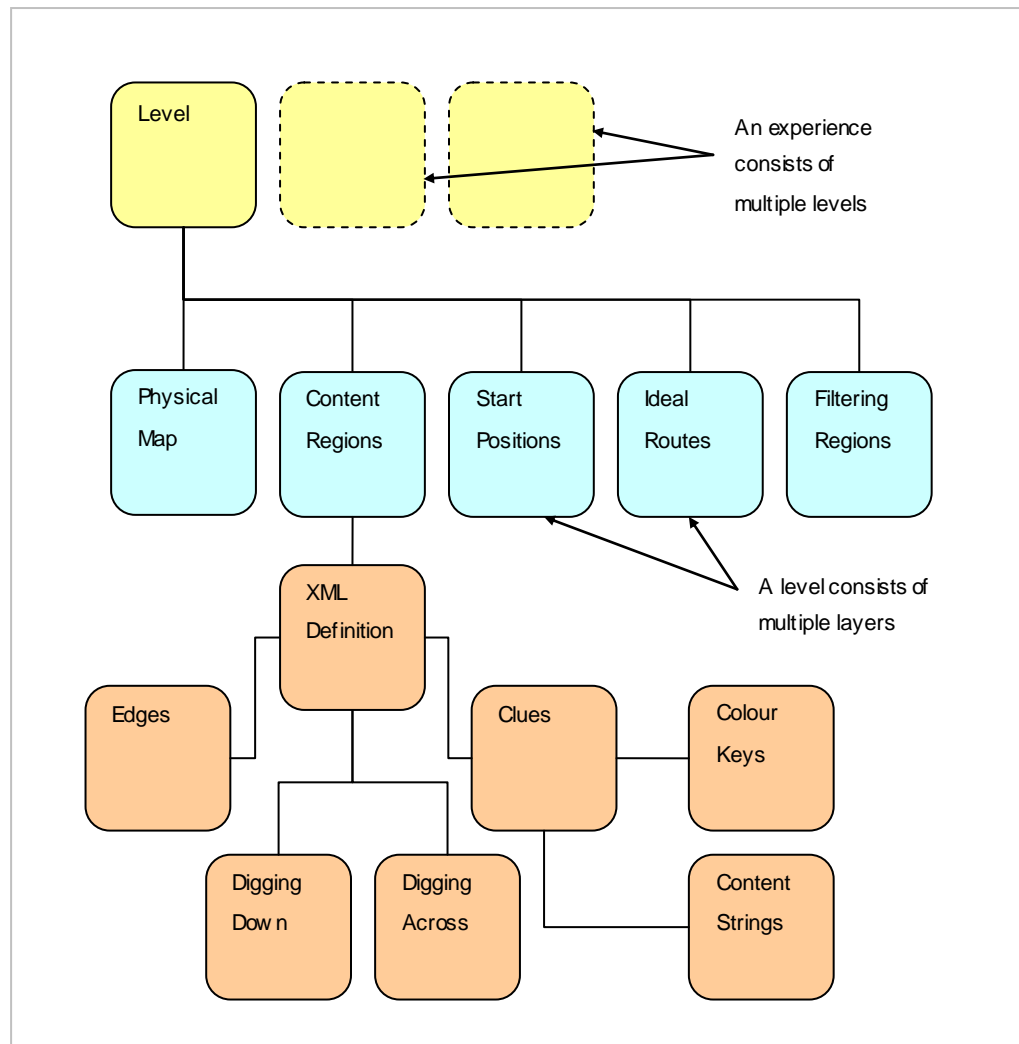 Level
An experience
consists of
multiple levels
Physical
Map
Content
Regions
Start
Positions
Ideal
Routes
Filtering
Regions
A level consists of
multiple layers
XML
Definition
Edges
Clues
Colour
Keys
Digging
Down
Digging
Across
Content
Strings